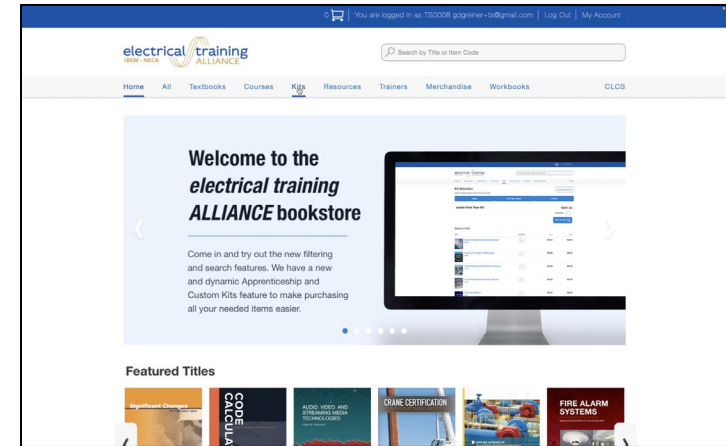 0 You are logged in as TS0008 gdgreiner+ts@gmail.com Log Out My Account
electrical training
IBEW - NECA ALLIANCE
Search by Title or Item Code
Home All Textbooks Courses Kits Resources Trainers Merchandise Workbooks CLCS
Welcome to the
electrical training
ALLIANCE bookstore
Come in and try out the new filtering
and search features. We have a new
and dynamic Apprenticeship and
Custom Kits feature to make purchasing
all your needed items easier.
Featured Titles
Significant Changes
CODE
CALCULA
AUDIO VIDEO AND
STREAMING MEDIA
TECHNOLOGIES
CRANE CERTIFICATION
FIRE ALARM
SYSTEMS